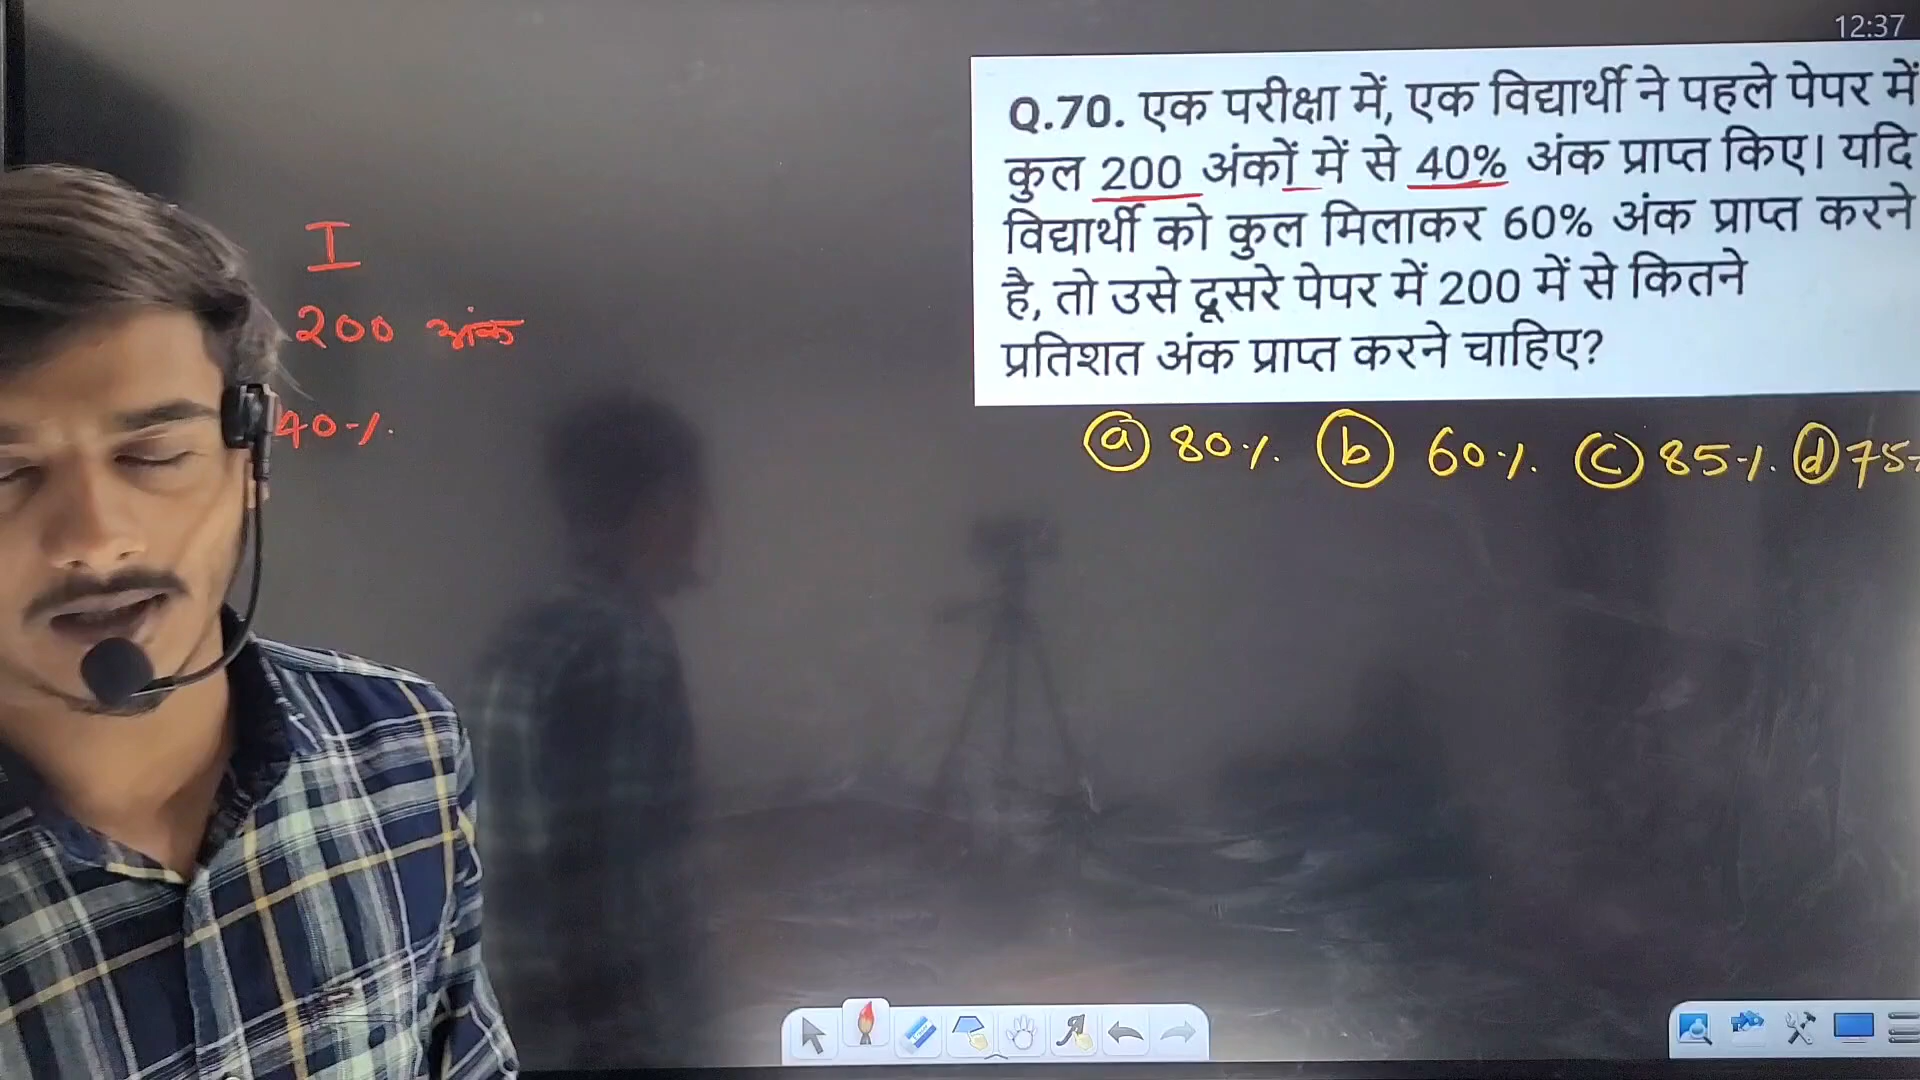 12:37
Q.70. एक परीक्षा में, एक विद्यार्थी ने पहले पेपर में
कुल 200 अंकों में से 40% अंक प्राप्त किए। यदि
विद्यार्थी को कुल मिलाकर 60% अंक प्राप्त करने
है, तो उसे दूसरे पेपर में 200 में से कितने
प्रतिशत अंक प्राप्त करने चाहिए?
I
200 अंक
40%
(a) 80% (b) 60% (c) 85% (d) 75